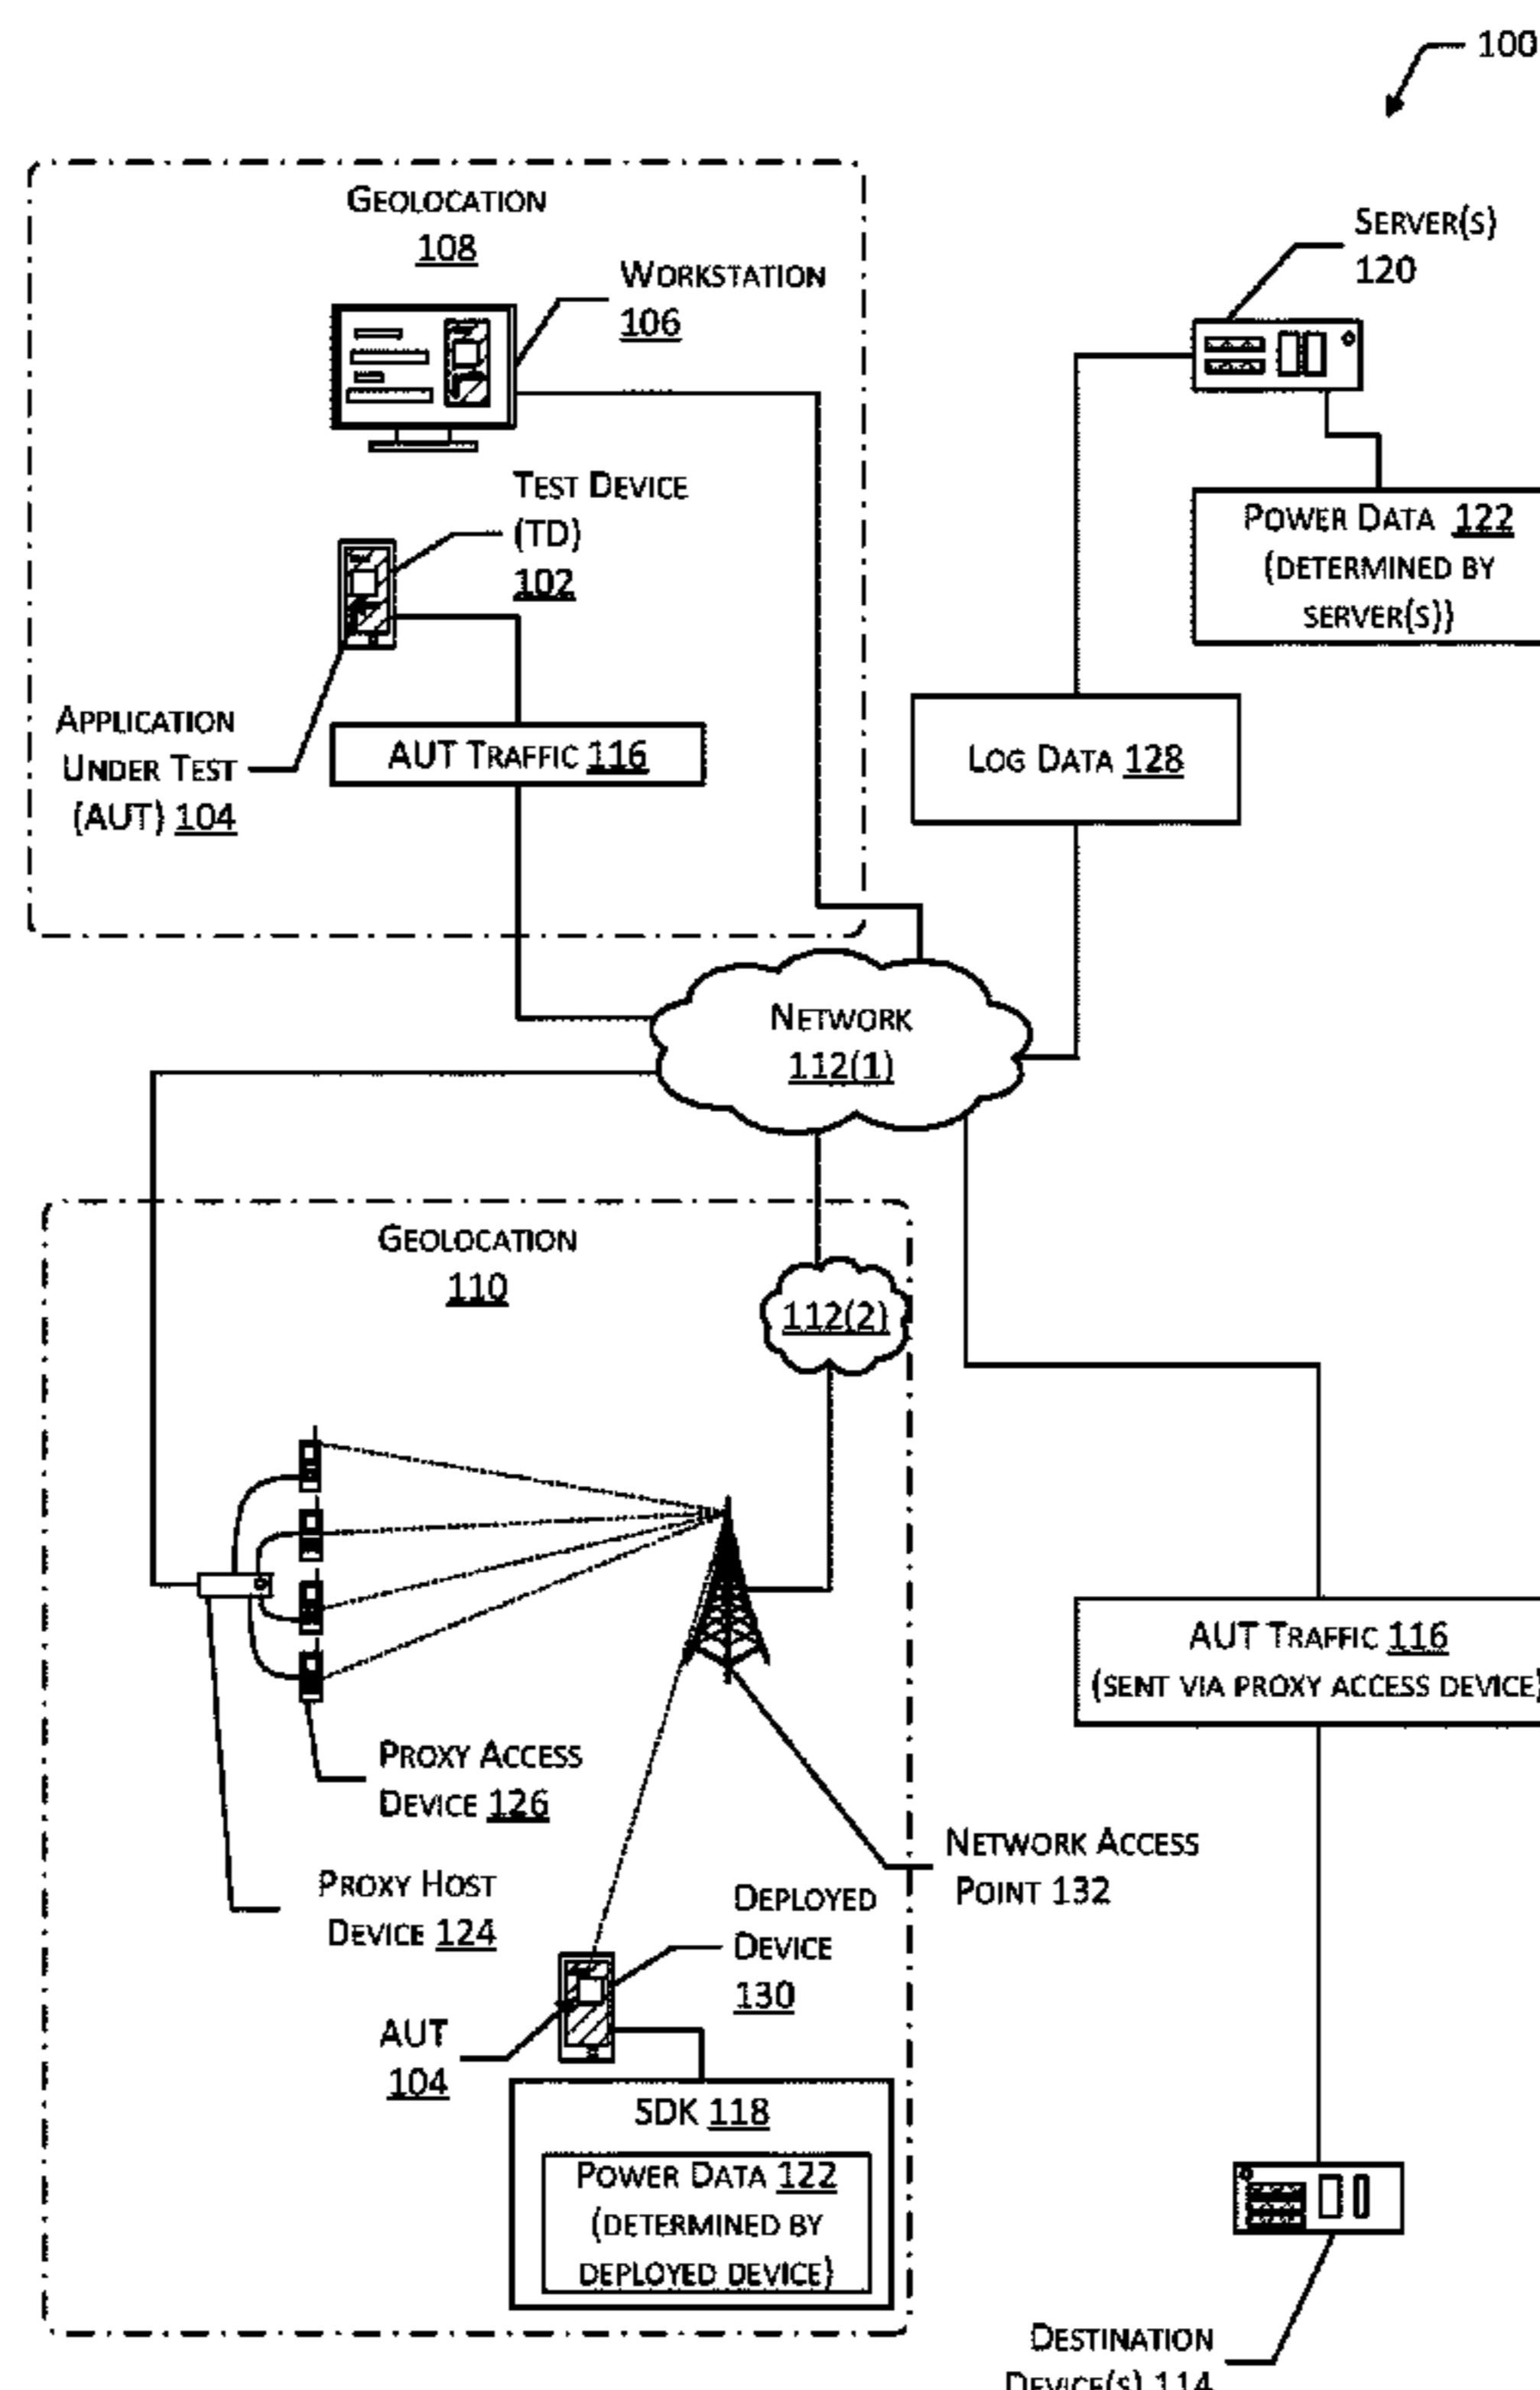 100
GEOLOCATION
108
WORKSTATION
106
SERVER(S)
120
TEST DEVICE
(TD)
102
POWER DATA 122
(DETERMINED BY
SERVER(S))
APPLICATION
UNDER TEST
(AUT) 104
AUT TRAFFIC 116
LOG DATA 128
NETWORK
112(1)
GEOLOCATION
110
112(2)
AUT TRAFFIC 116
(SENT VIA PROXY ACCESS DEVICE)
PROXY ACCESS
DEVICE 126
NETWORK ACCESS
POINT 132
PROXY HOST
DEVICE 124
DEPLOYED
DEVICE
130
AUT
104
SDK 118
POWER DATA 122
(DETERMINED BY
DEPLOYED DEVICE)
DESTINATION
DEVICE(S) 114